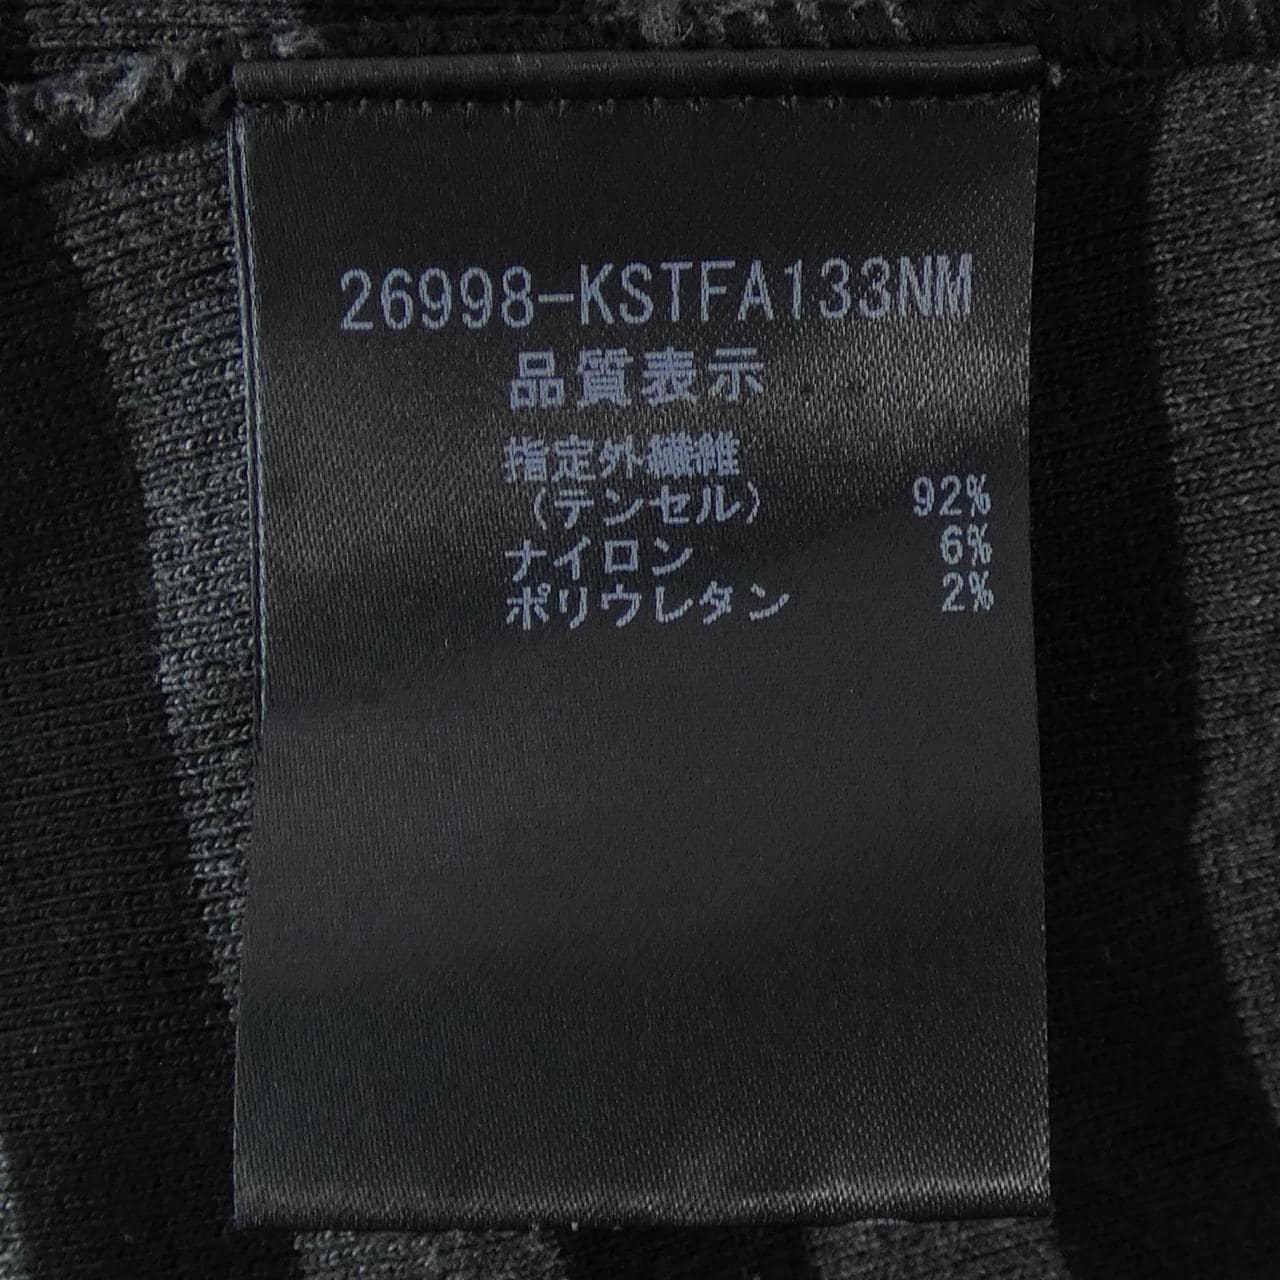 26998-KSTFA133NM
品質表示
指定外繊維
(テンセル) 92%
ナイロン 6%
ポリウレタン 2%